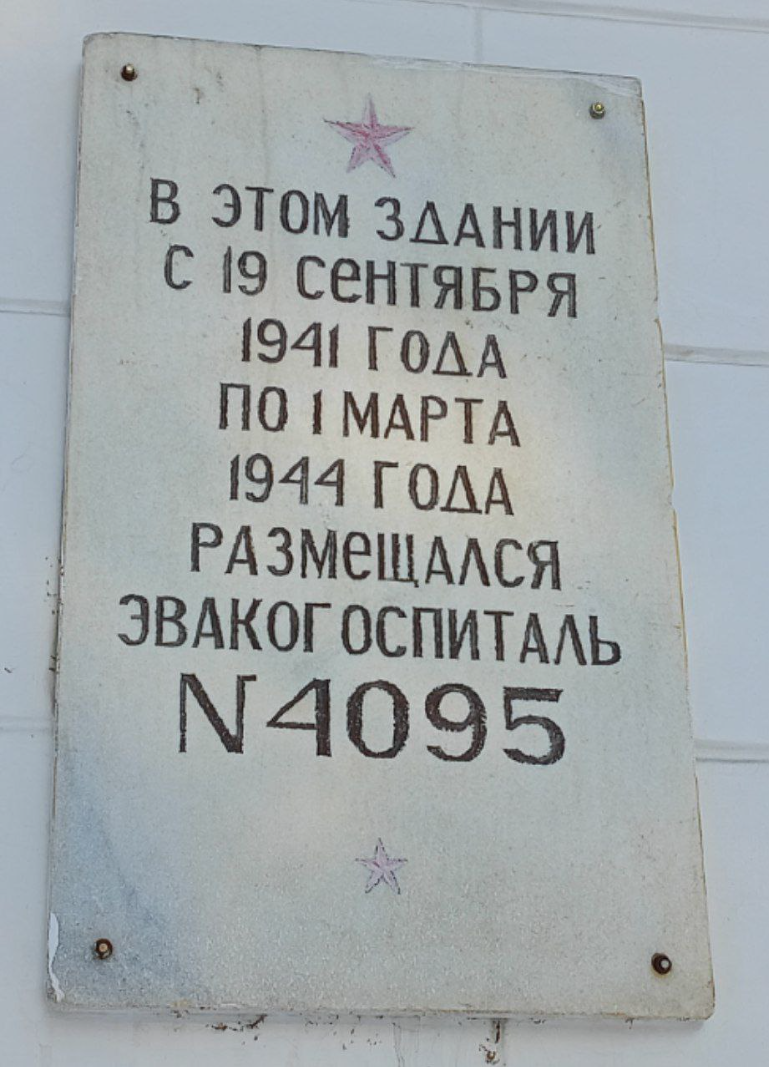 В ЭТОМ ЗДАНИИ
С 19 СЕНТЯБРЯ
1941 ГОДА
ПО 1 МАРТА
1944 ГОДА
РАЗМЕЩАЛСЯ
ЭВАКОГОСПИТАЛЬ
N4095